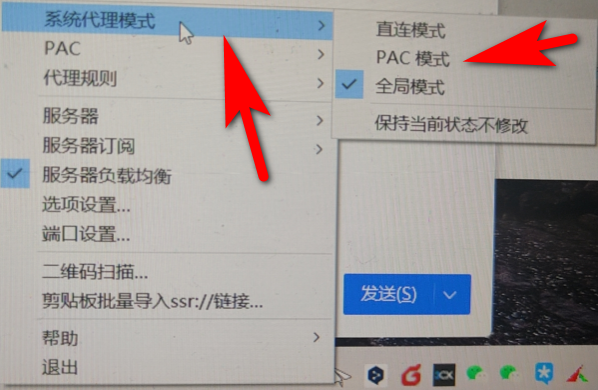 系统代理模式
PAC
代理规则
服务器
服务器订阅
服务器负载均衡
选项设置...
端口设置...
二维码扫描...
剪贴板批量导入ssr://链接...
帮助
退出
直连模式
PAC 模式
全局模式
保持当前状态不修改
发送(S)